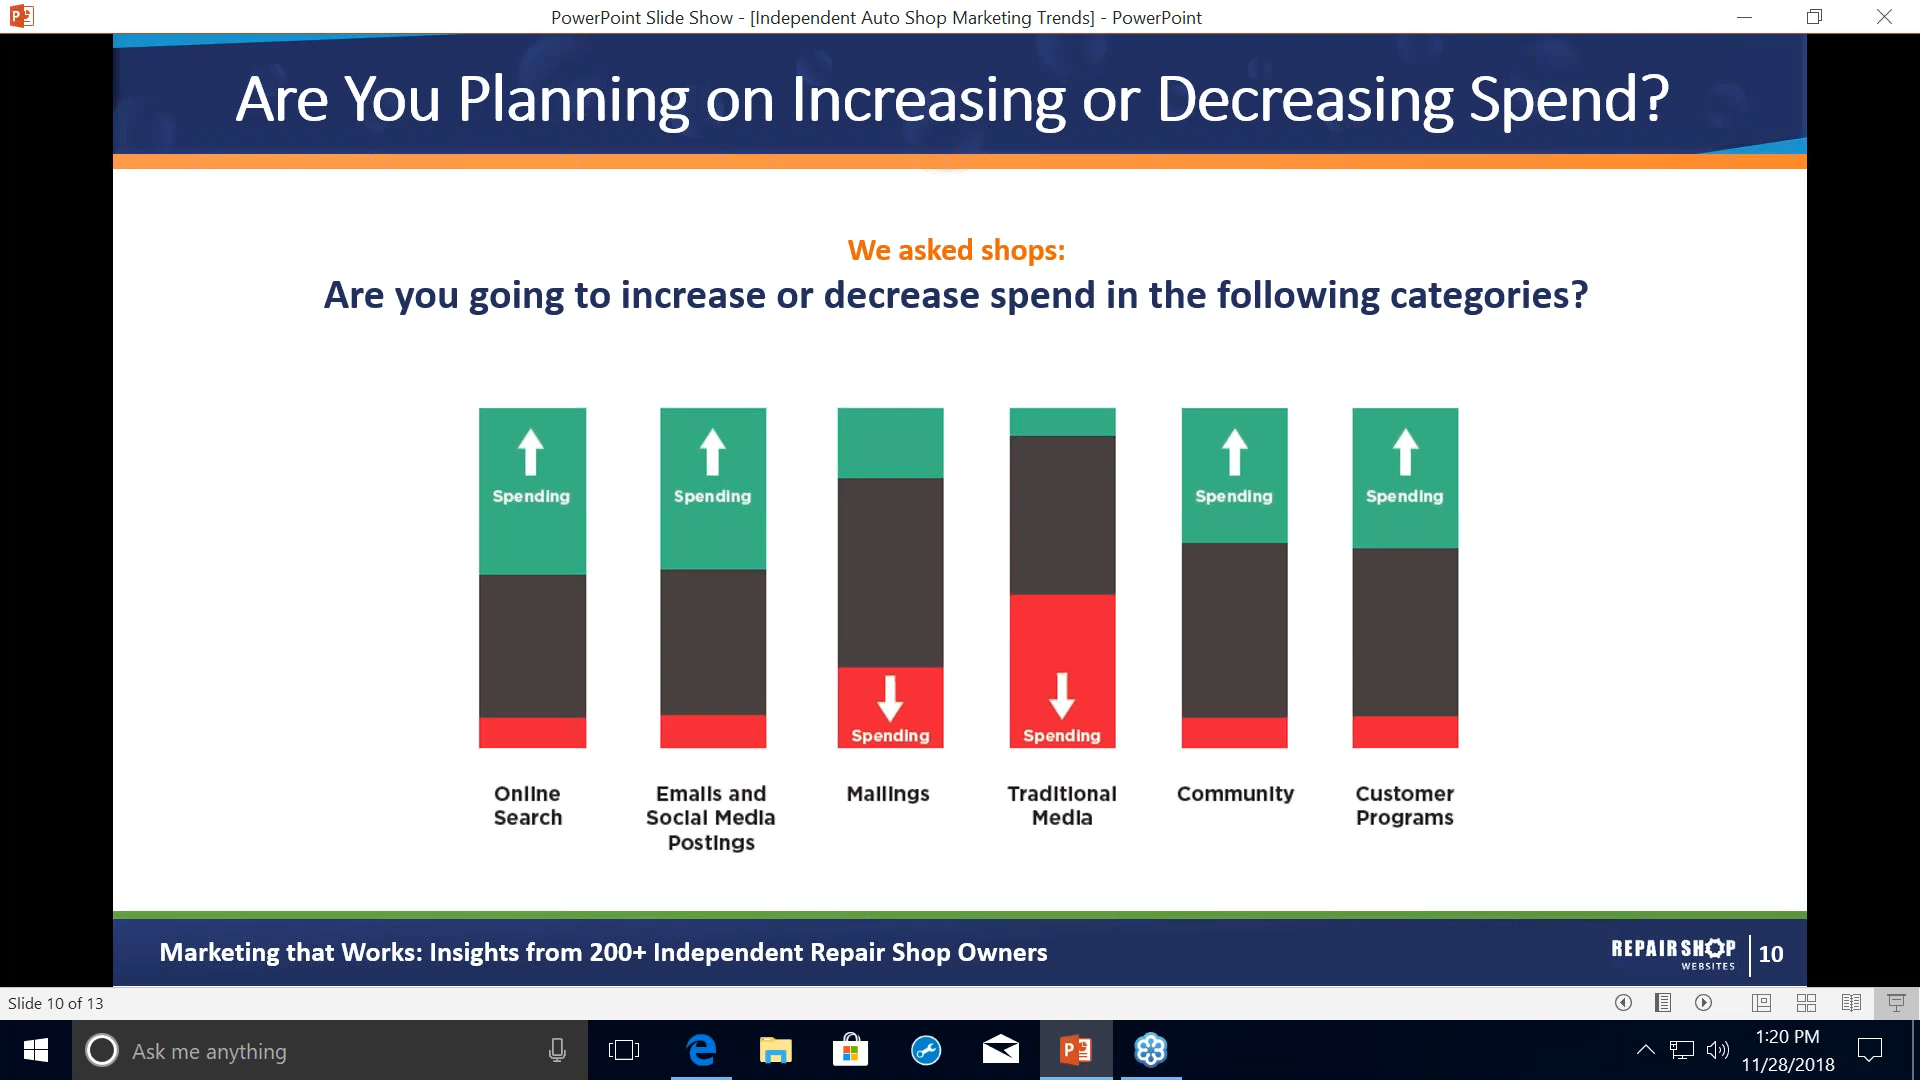 PowerPoint Slide Show - [Independent Auto Shop Marketing Trends] - PowerPoint
Are You Planning on Increasing or Decreasing Spend?
We asked shops:
Are you going to increase or decrease spend in the following categories?
Spending
Spending
Spending
Spending
Spending
Spending
Online
Search
Emails and
Social Media
Postings
Mailings
Traditional
Media
Community
Customer
Programs
Marketing that Works: Insights from 200+ Independent Repair Shop Owners
REPAIR SHOP
WEBSITES
10
Slide 10 of 13
Ask me anything
1:20 PM
11/28/2018